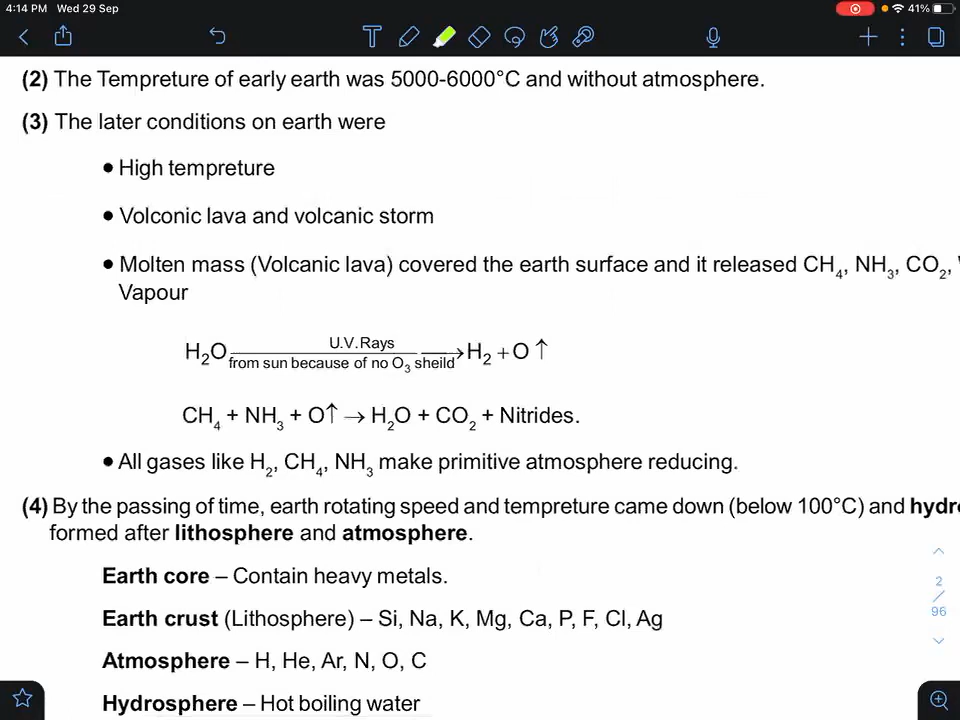 4:14 PM Wed 29 Sep 41%
(2) The Tempreture of early earth was 5000-6000°C and without atmosphere.
(3) The later conditions on earth were
• High tempreture
• Volconic lava and volcanic storm
• Molten mass (Volcanic lava) covered the earth surface and it released CH₄, NH₃, CO₂,
Vapour
U.V.Rays
H₂O ⟶ H₂ + O ↑
from sun because of no O₃ sheild
CH₄ + NH₃ + O↑ → H₂O + CO₂ + Nitrides.
• All gases like H₂, CH₄, NH₃ make primitive atmosphere reducing.
(4) By the passing of time, earth rotating speed and tempreture came down (below 100°C) and hydr
formed after lithosphere and atmosphere.
Earth core – Contain heavy metals.
Earth crust (Lithosphere) – Si, Na, K, Mg, Ca, P, F, Cl, Ag
Atmosphere – H, He, Ar, N, O, C
Hydrosphere – Hot boiling water
2
/
96